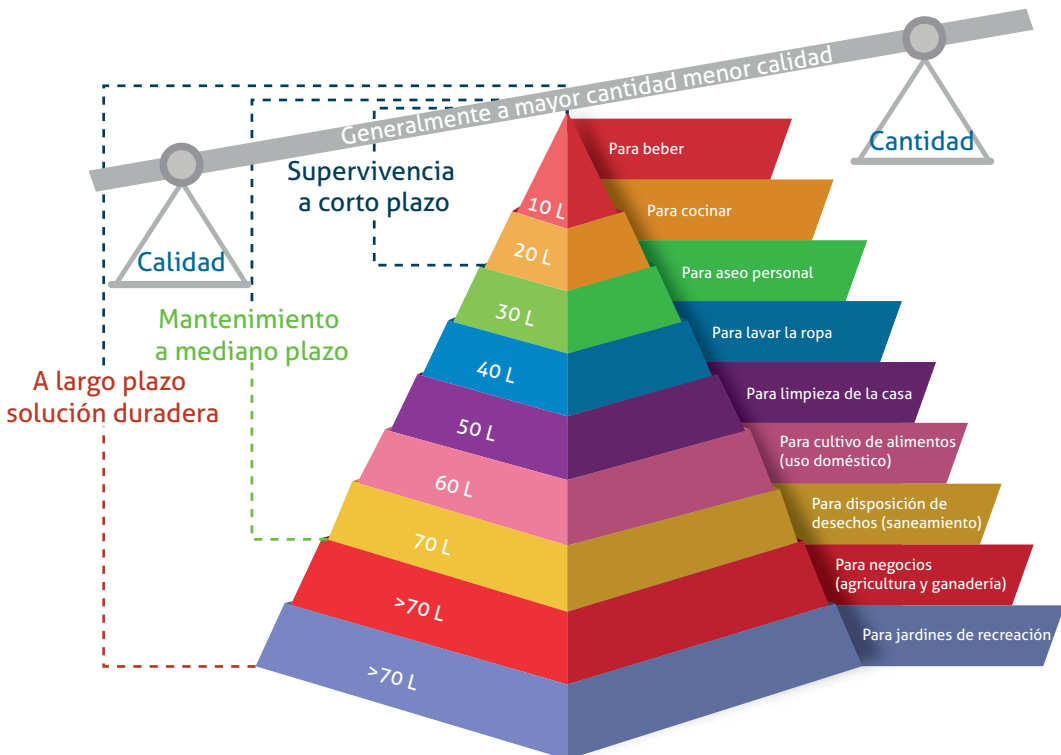 Generalmente a mayor cantidad menor calidad
Cantidad
Calidad
Supervivencia
a corto plazo
Mantenimiento
a mediano plazo
A largo plazo
solución duradera
10 L
Para beber
20 L
Para cocinar
30 L
Para aseo personal
40 L
Para lavar la ropa
50 L
Para limpieza de la casa
60 L
Para cultivo de alimentos
(uso doméstico)
70 L
Para disposición de
desechos (saneamiento)
>70 L
Para negocios
(agricultura y ganadería)
>70 L
Para jardines de recreación